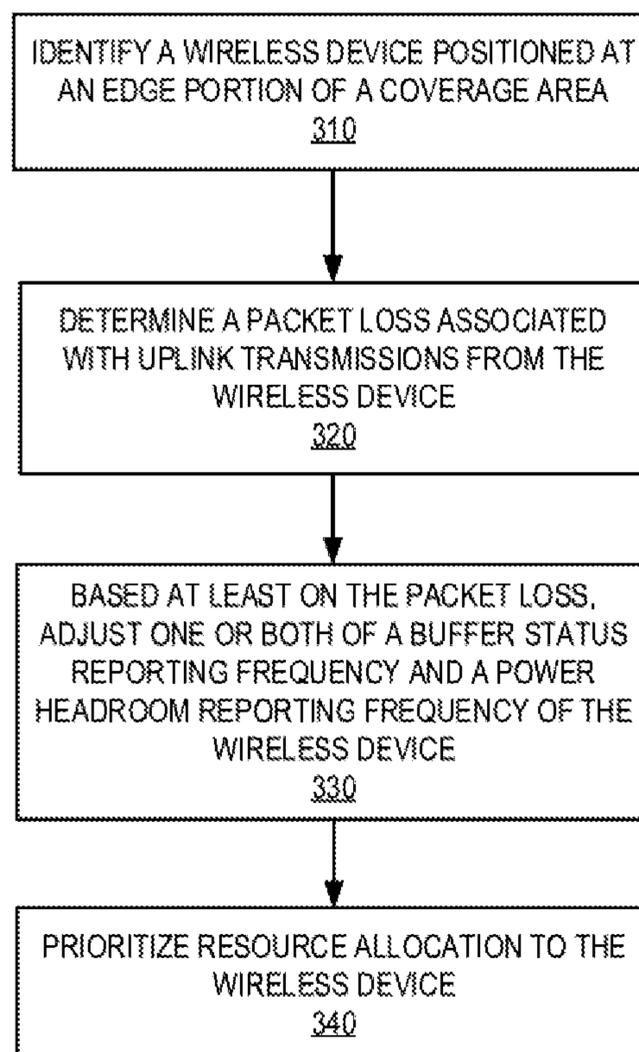 IDENTIFY A WIRELESS DEVICE POSITIONED AT
AN EDGE PORTION OF A COVERAGE AREA
310
DETERMINE A PACKET LOSS ASSOCIATED
WITH UPLINK TRANSMISSIONS FROM THE
WIRELESS DEVICE
320
BASED AT LEAST ON THE PACKET LOSS,
ADJUST ONE OR BOTH OF A BUFFER STATUS
REPORTING FREQUENCY AND A POWER
HEADROOM REPORTING FREQUENCY OF THE
WIRELESS DEVICE
330
PRIORITIZE RESOURCE ALLOCATION TO THE
WIRELESS DEVICE
340